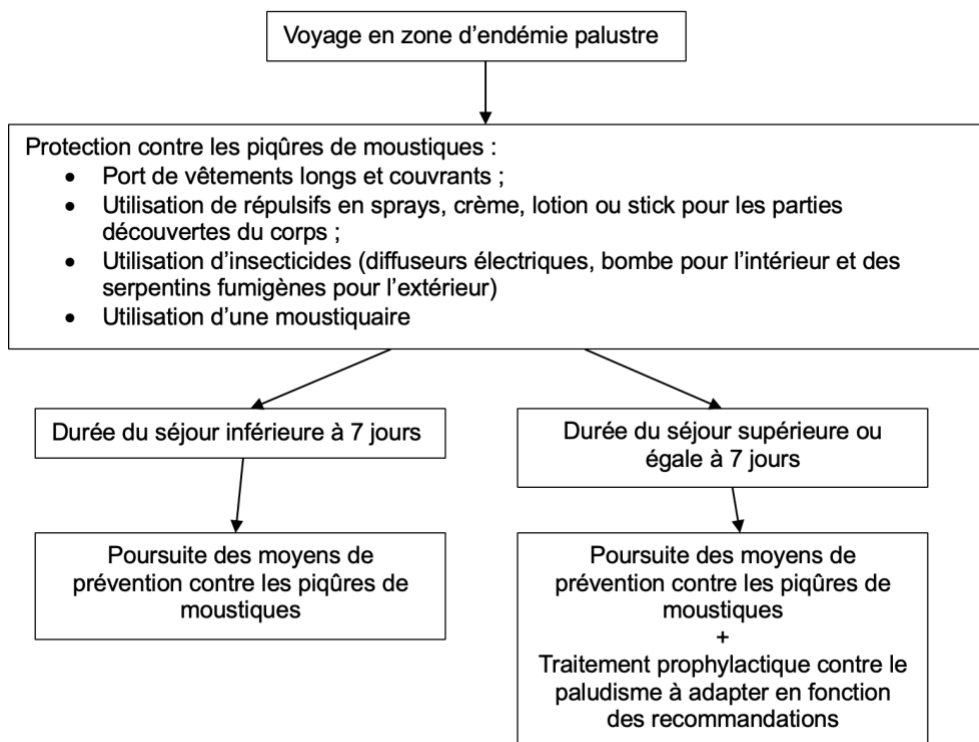 Voyage en zone d'endémie palustre
Protection contre les piqûres de moustiques :
• Port de vêtements longs et couvrants ;
• Utilisation de répulsifs en sprays, crème, lotion ou stick pour les parties
découvertes du corps ;
• Utilisation d'insecticides (diffuseurs électriques, bombe pour l'intérieur et des
serpentins fumigènes pour l'extérieur)
• Utilisation d'une moustiquaire
Durée du séjour inférieure à 7 jours
Durée du séjour supérieure ou
égale à 7 jours
Poursuite des moyens de
prévention contre les piqûres de
moustiques
Poursuite des moyens de
prévention contre les piqûres de
moustiques
+
Traitement prophylactique contre le
paludisme à adapter en fonction
des recommandations